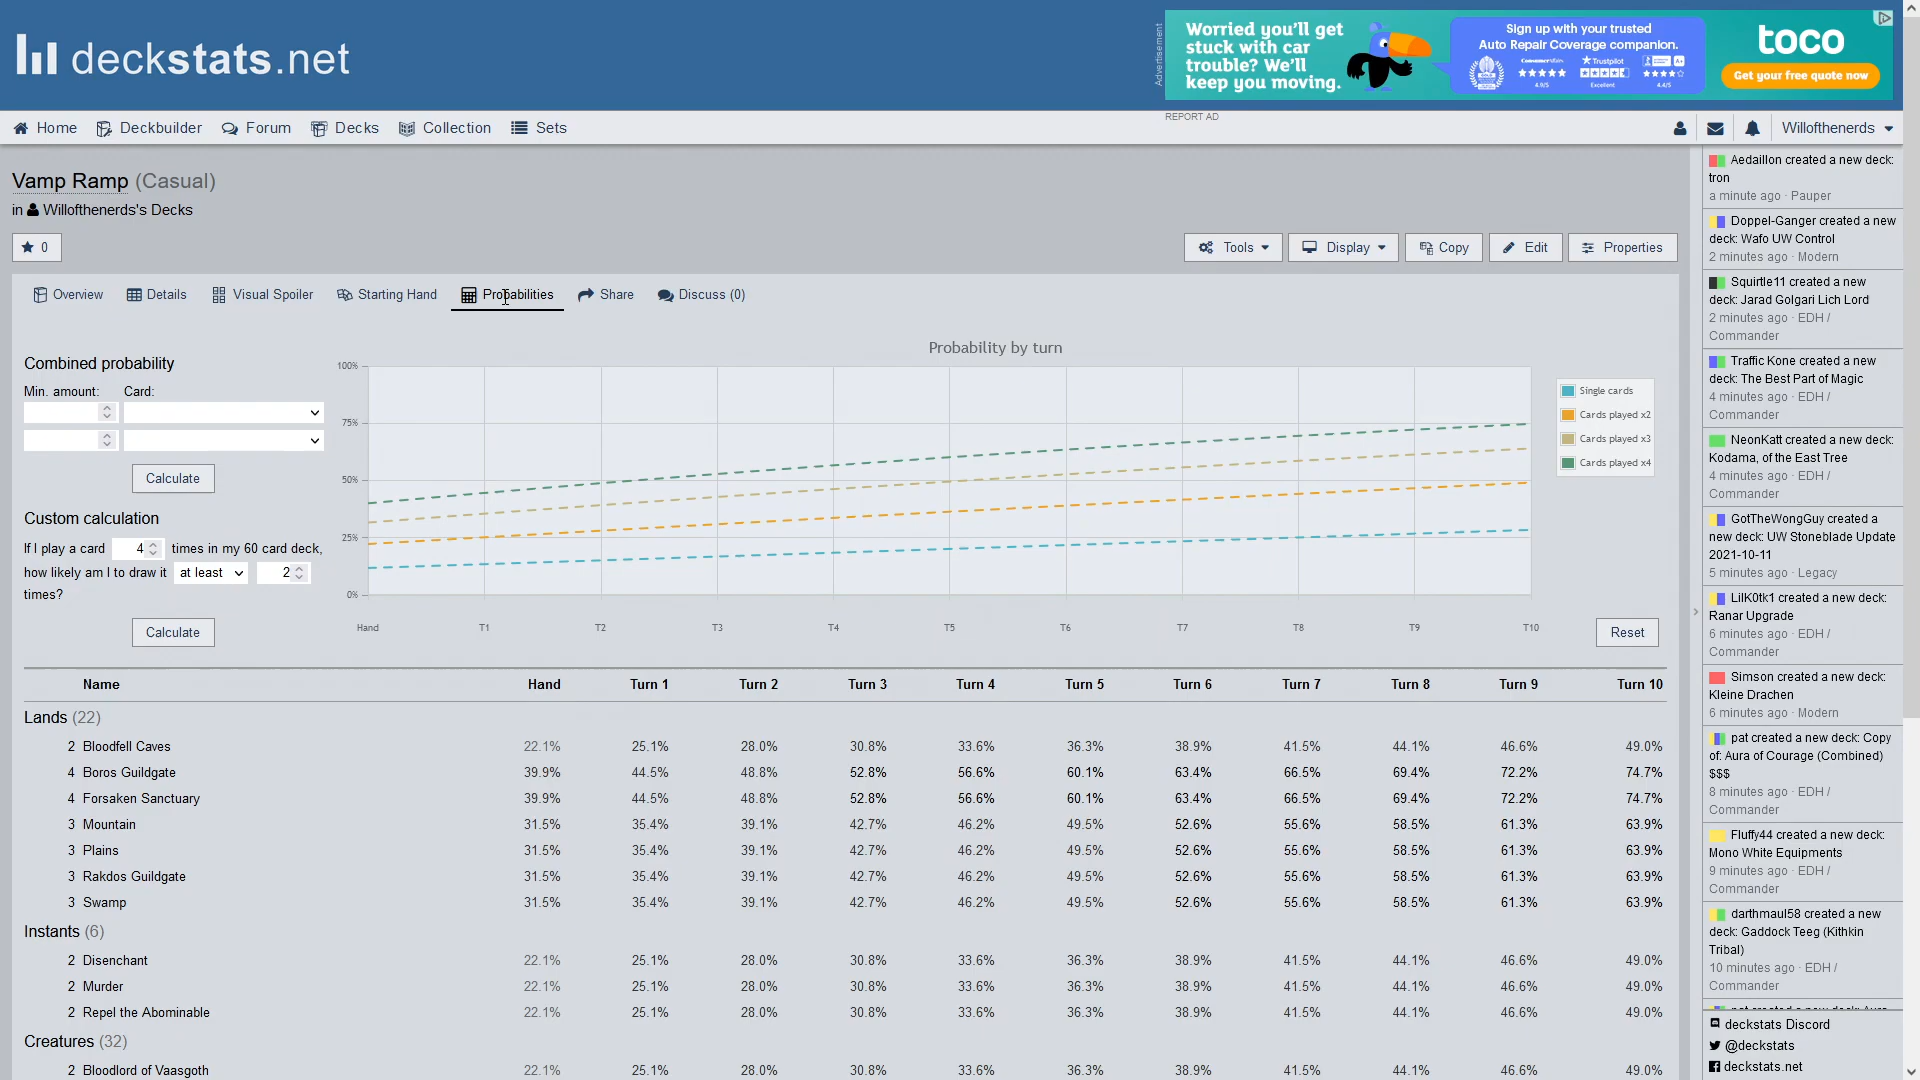 deckstats.net
Advertisement
Worried you'll get
stuck with car
trouble? We'll
keep you moving.
Sign up with your trusted
Auto Repair Coverage companion.
ConsumerAffairs
Trustpilot
4.9/5
Excellent
4.4/5
toco
Get your free quote now
REPORT AD
Home
Deckbuilder
Forum
Decks
Collection
Sets
Willofthenerds
Vamp Ramp (Casual)
in Willofthenerds's Decks
0
Tools
Display
Copy
Edit
Properties
Overview
Details
Visual Spoiler
Starting Hand
Probabilities
Share
Discuss (0)
Combined probability
Min. amount: Card:
Calculate
Custom calculation
If I play a card 4 times in my 60 card deck,
how likely am I to draw it at least 2
times?
Calculate
Probability by turn
100%
75%
50%
25%
0%
Hand T1 T2 T3 T4 T5 T6 T7 T8 T9 T10
Single cards
Cards played x2
Cards played x3
Cards played x4
Reset
Name Hand Turn 1 Turn 2 Turn 3 Turn 4 Turn 5 Turn 6 Turn 7 Turn 8 Turn 9 Turn 10
Lands (22)
2 Bloodfell Caves 22.1% 25.1% 28.0% 30.8% 33.6% 36.3% 38.9% 41.5% 44.1% 46.6% 49.0%
4 Boros Guildgate 39.9% 44.5% 48.8% 52.8% 56.6% 60.1% 63.4% 66.5% 69.4% 72.2% 74.7%
4 Forsaken Sanctuary 39.9% 44.5% 48.8% 52.8% 56.6% 60.1% 63.4% 66.5% 69.4% 72.2% 74.7%
3 Mountain 31.5% 35.4% 39.1% 42.7% 46.2% 49.5% 52.6% 55.6% 58.5% 61.3% 63.9%
3 Plains 31.5% 35.4% 39.1% 42.7% 46.2% 49.5% 52.6% 55.6% 58.5% 61.3% 63.9%
3 Rakdos Guildgate 31.5% 35.4% 39.1% 42.7% 46.2% 49.5% 52.6% 55.6% 58.5% 61.3% 63.9%
3 Swamp 31.5% 35.4% 39.1% 42.7% 46.2% 49.5% 52.6% 55.6% 58.5% 61.3% 63.9%
Instants (6)
2 Disenchant 22.1% 25.1% 28.0% 30.8% 33.6% 36.3% 38.9% 41.5% 44.1% 46.6% 49.0%
2 Murder 22.1% 25.1% 28.0% 30.8% 33.6% 36.3% 38.9% 41.5% 44.1% 46.6% 49.0%
2 Repel the Abominable 22.1% 25.1% 28.0% 30.8% 33.6% 36.3% 38.9% 41.5% 44.1% 46.6% 49.0%
Creatures (32)
2 Bloodlord of Vaasgoth 22.1% 25.1% 28.0% 30.8% 33.6% 36.3% 38.9% 41.5% 44.1% 46.6% 49.0%
Aedaillon created a new deck:
tron
a minute ago · Pauper
Doppel-Ganger created a new
deck: Wafo UW Control
2 minutes ago · Modern
Squirtle11 created a new
deck: Jarad Golgari Lich Lord
2 minutes ago · EDH /
Commander
Traffic Kone created a new
deck: The Best Part of Magic
4 minutes ago · EDH /
Commander
NeonKatt created a new deck:
Kodama, of the East Tree
4 minutes ago · EDH /
Commander
GotTheWongGuy created a
new deck: UW Stoneblade Update
2021-10-11
5 minutes ago · Legacy
LilK0tk1 created a new deck:
Ranar Upgrade
6 minutes ago · EDH /
Commander
Simson created a new deck:
Kleine Drachen
6 minutes ago · Modern
pat created a new deck: Copy
of: Aura of Courage (Combined)
$$$
8 minutes ago · EDH /
Commander
Fluffy44 created a new deck:
Mono White Equipments
9 minutes ago · EDH /
Commander
darthmaul58 created a new
deck: Gaddock Teeg (Kithkin
Tribal)
10 minutes ago · EDH /
Commander
deckstats Discord
@deckstats
deckstats.net